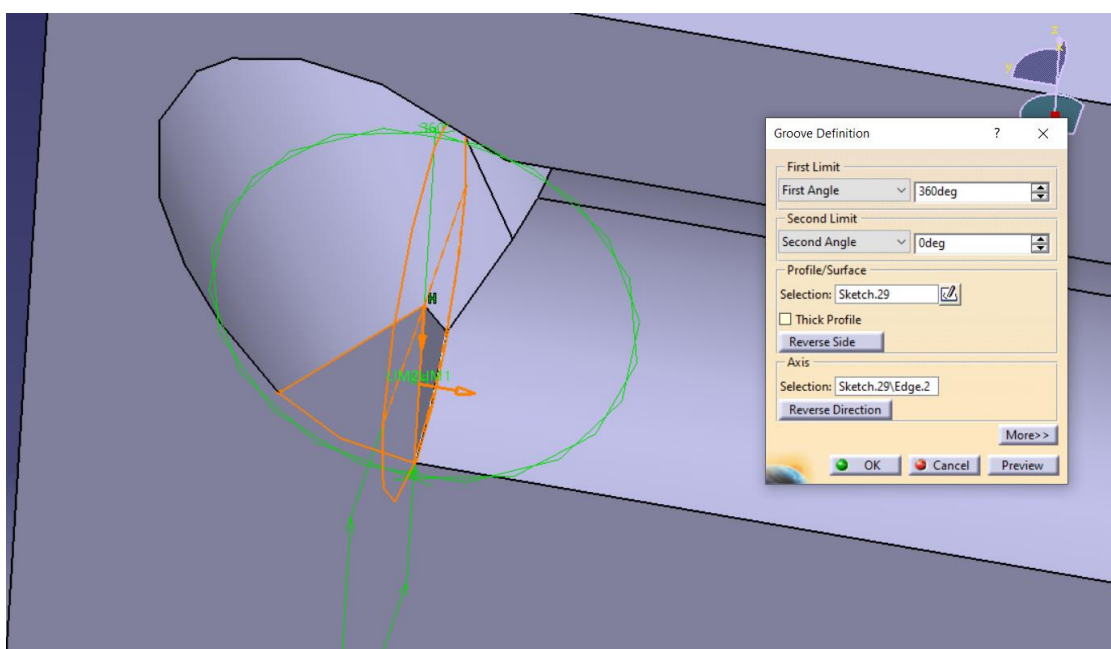 Groove Definition ? ×
First Limit
First Angle 360deg
Second Limit
Second Angle 0deg
Profile/Surface
Selection: Sketch.29
Thick Profile
Reverse Side
Axis
Selection: Sketch.29\Edge.2
Reverse Direction
More>>
OK Cancel Preview
H
z
x
y